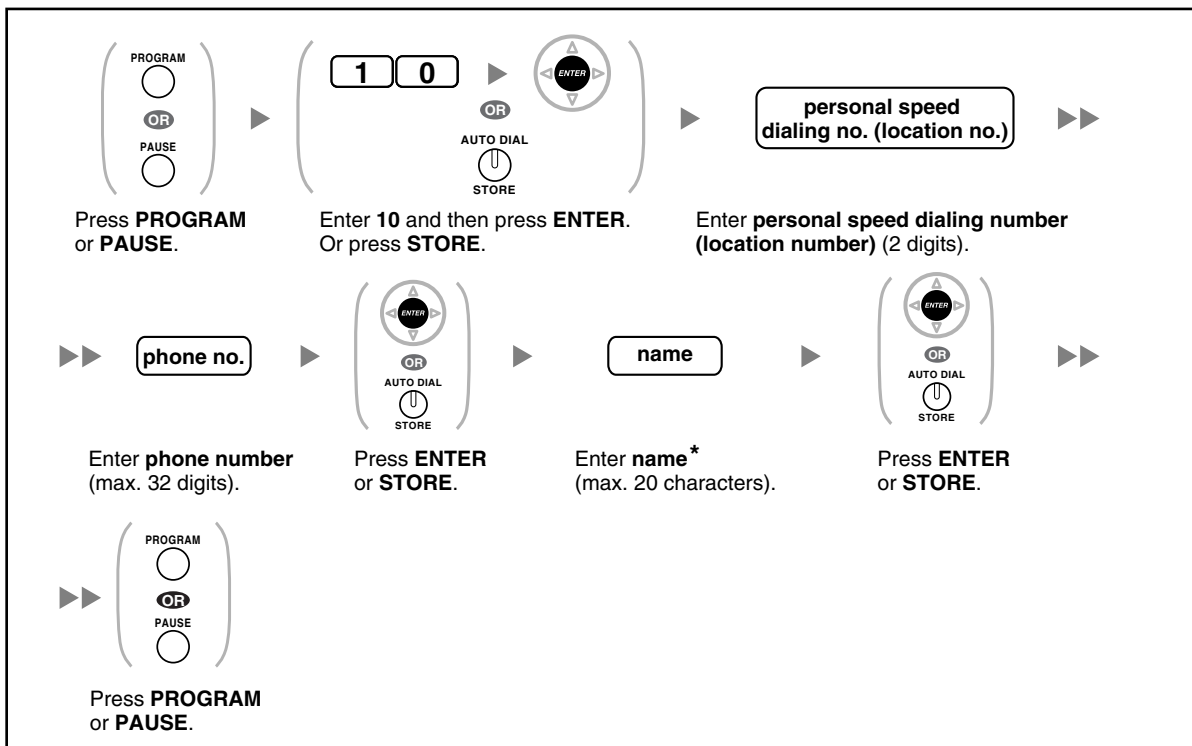 PROGRAM
OR
PAUSE
Press PROGRAM
or PAUSE.
1 0
ENTER
OR
AUTO DIAL
STORE
Enter 10 and then press ENTER.
Or press STORE.
personal speed
dialing no. (location no.)
Enter personal speed dialing number
(location number) (2 digits).
phone no.
Enter phone number
(max. 32 digits).
ENTER
OR
AUTO DIAL
STORE
Press ENTER
or STORE.
name
Enter name*
(max. 20 characters).
ENTER
OR
AUTO DIAL
STORE
Press ENTER
or STORE.
PROGRAM
OR
PAUSE
Press PROGRAM
or PAUSE.